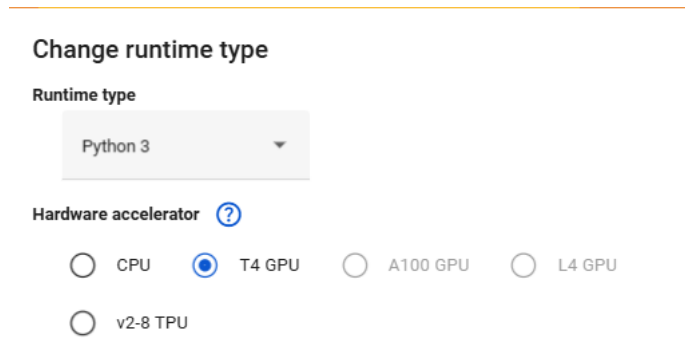 Change runtime type
Runtime type
Python 3
Hardware accelerator ?
CPU T4 GPU A100 GPU L4 GPU
v2-8 TPU